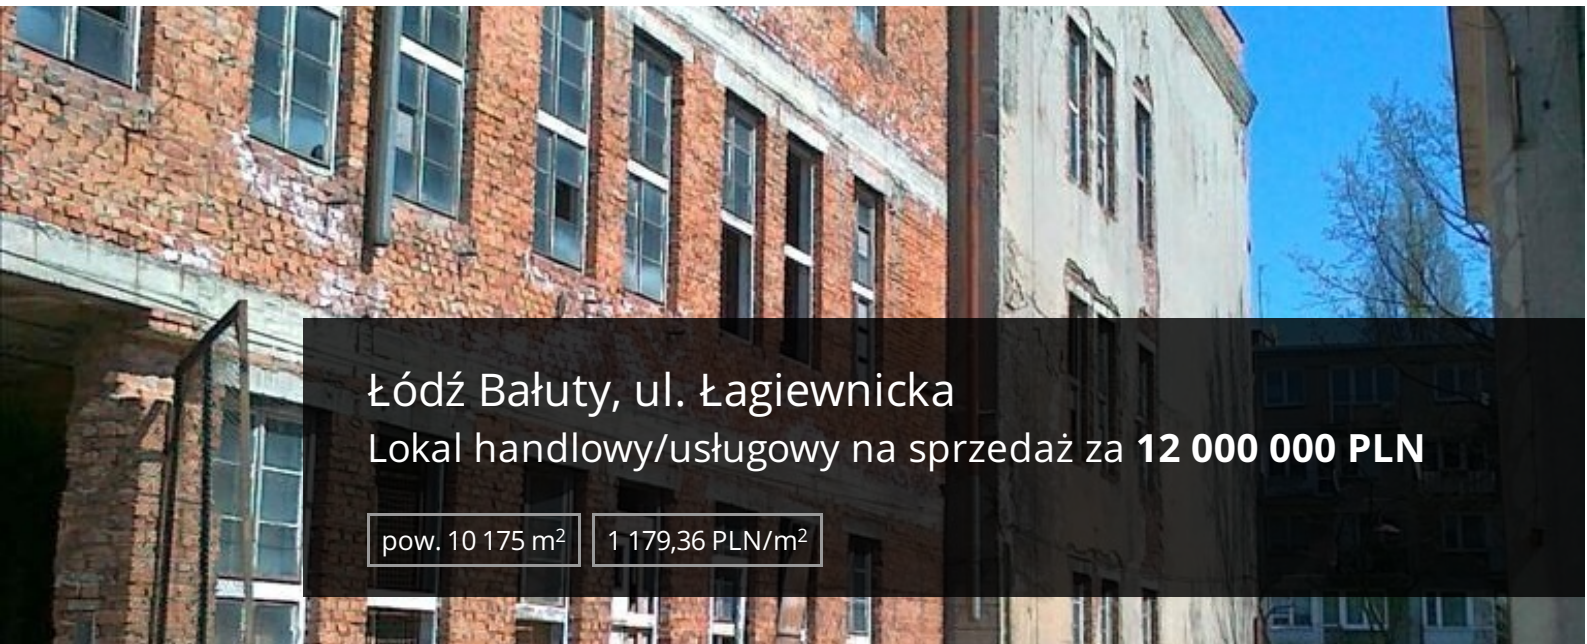 Łódź Bałuty, ul. Łagiewnicka
Lokal handlowy/usługowy na sprzedaż za 12 000 000 PLN
pow. 10 175 m²
1 179,36 PLN/m²